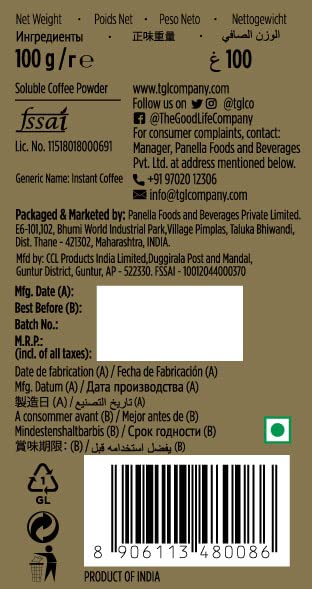 Net Weight · Poids Net · Peso Neto · Nettogewicht
Ингредиенты · 正味重量 · الوزن الصافي
100 g/г ℮ 100 غ
Soluble Coffee Powder
fssai
Lic. No. 11518018000691
Generic Name: Instant Coffee
www.tglcompany.com
Follow us on @tglco
@TheGoodLifeCompany
For consumer complaints, contact:
Manager, Panella Foods and Beverages
Pvt. Ltd. at address mentioned below.
+91 97020 12306
info@tglcompany.com
Packaged & Marketed by: Panella Foods and Beverages Private Limited.
E6-101,102, Bhumi World Industrial Park,Village Pimplas, Taluka Bhiwandi,
Dist. Thane - 421302, Maharashtra, INDIA.
Mfd by: CCL Products India Limited,Duggirala Post and Mandal,
Guntur District, Guntur, AP - 522330. FSSAI - 10012044000370
Mfg. Date (A):
Best Before (B):
Batch No.:
M.R.P.:
(incl. of all taxes):
Date de fabrication (A) / Fecha de Fabricación (A)
Mfg. Datum (A) / Дата производства (A)
製造日 (A) / تاريخ التصنيع (A)
A consommer avant (B) / Mejor antes de (B)
Mindestenshaltbarbis (B) / Срок годности (B)
賞味期限: (B) / يفضل استخدامه قبل (B)
1
GL
8 906113 480086
PRODUCT OF INDIA